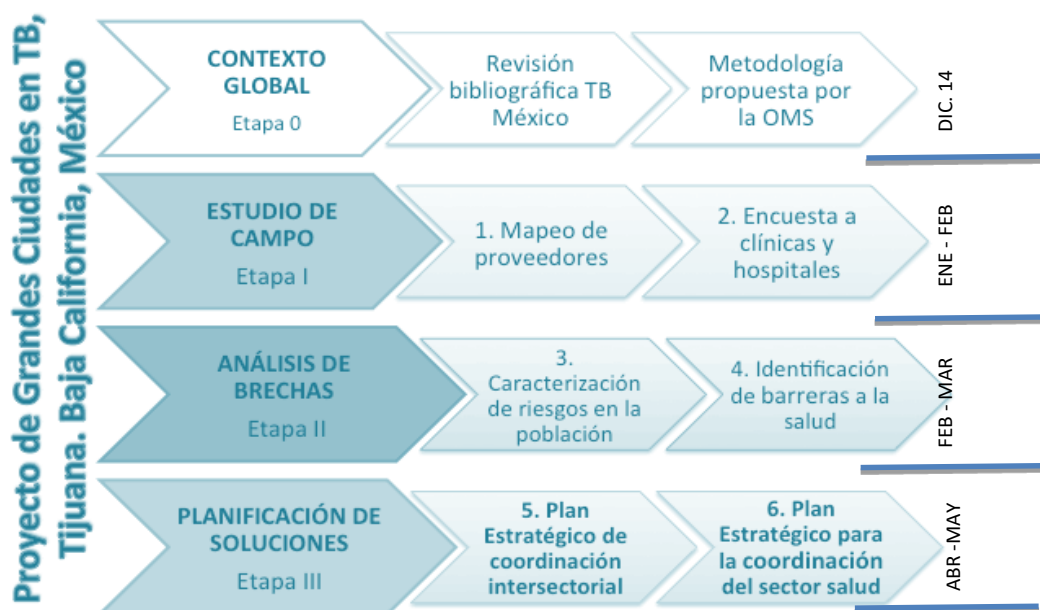 Proyecto de Grandes Ciudades en TB,
Tijuana. Baja California, México
CONTEXTO
GLOBAL
Etapa 0
Revisión
bibliográfica TB
México
Metodología
propuesta por
la OMS
DIC. 14
ESTUDIO DE
CAMPO
Etapa I
1. Mapeo de
proveedores
2. Encuesta a
clínicas y
hospitales
ENE - FEB
ANÁLISIS DE
BRECHAS
Etapa II
3.
Caracterización
de riesgos en la
población
4. Identificación
de barreras a la
salud
FEB - MAR
PLANIFICACIÓN DE
SOLUCIONES
Etapa III
5. Plan
Estratégico de
coordinación
intersectorial
6. Plan
Estratégico para
la coordinación
del sector salud
ABR -MAY